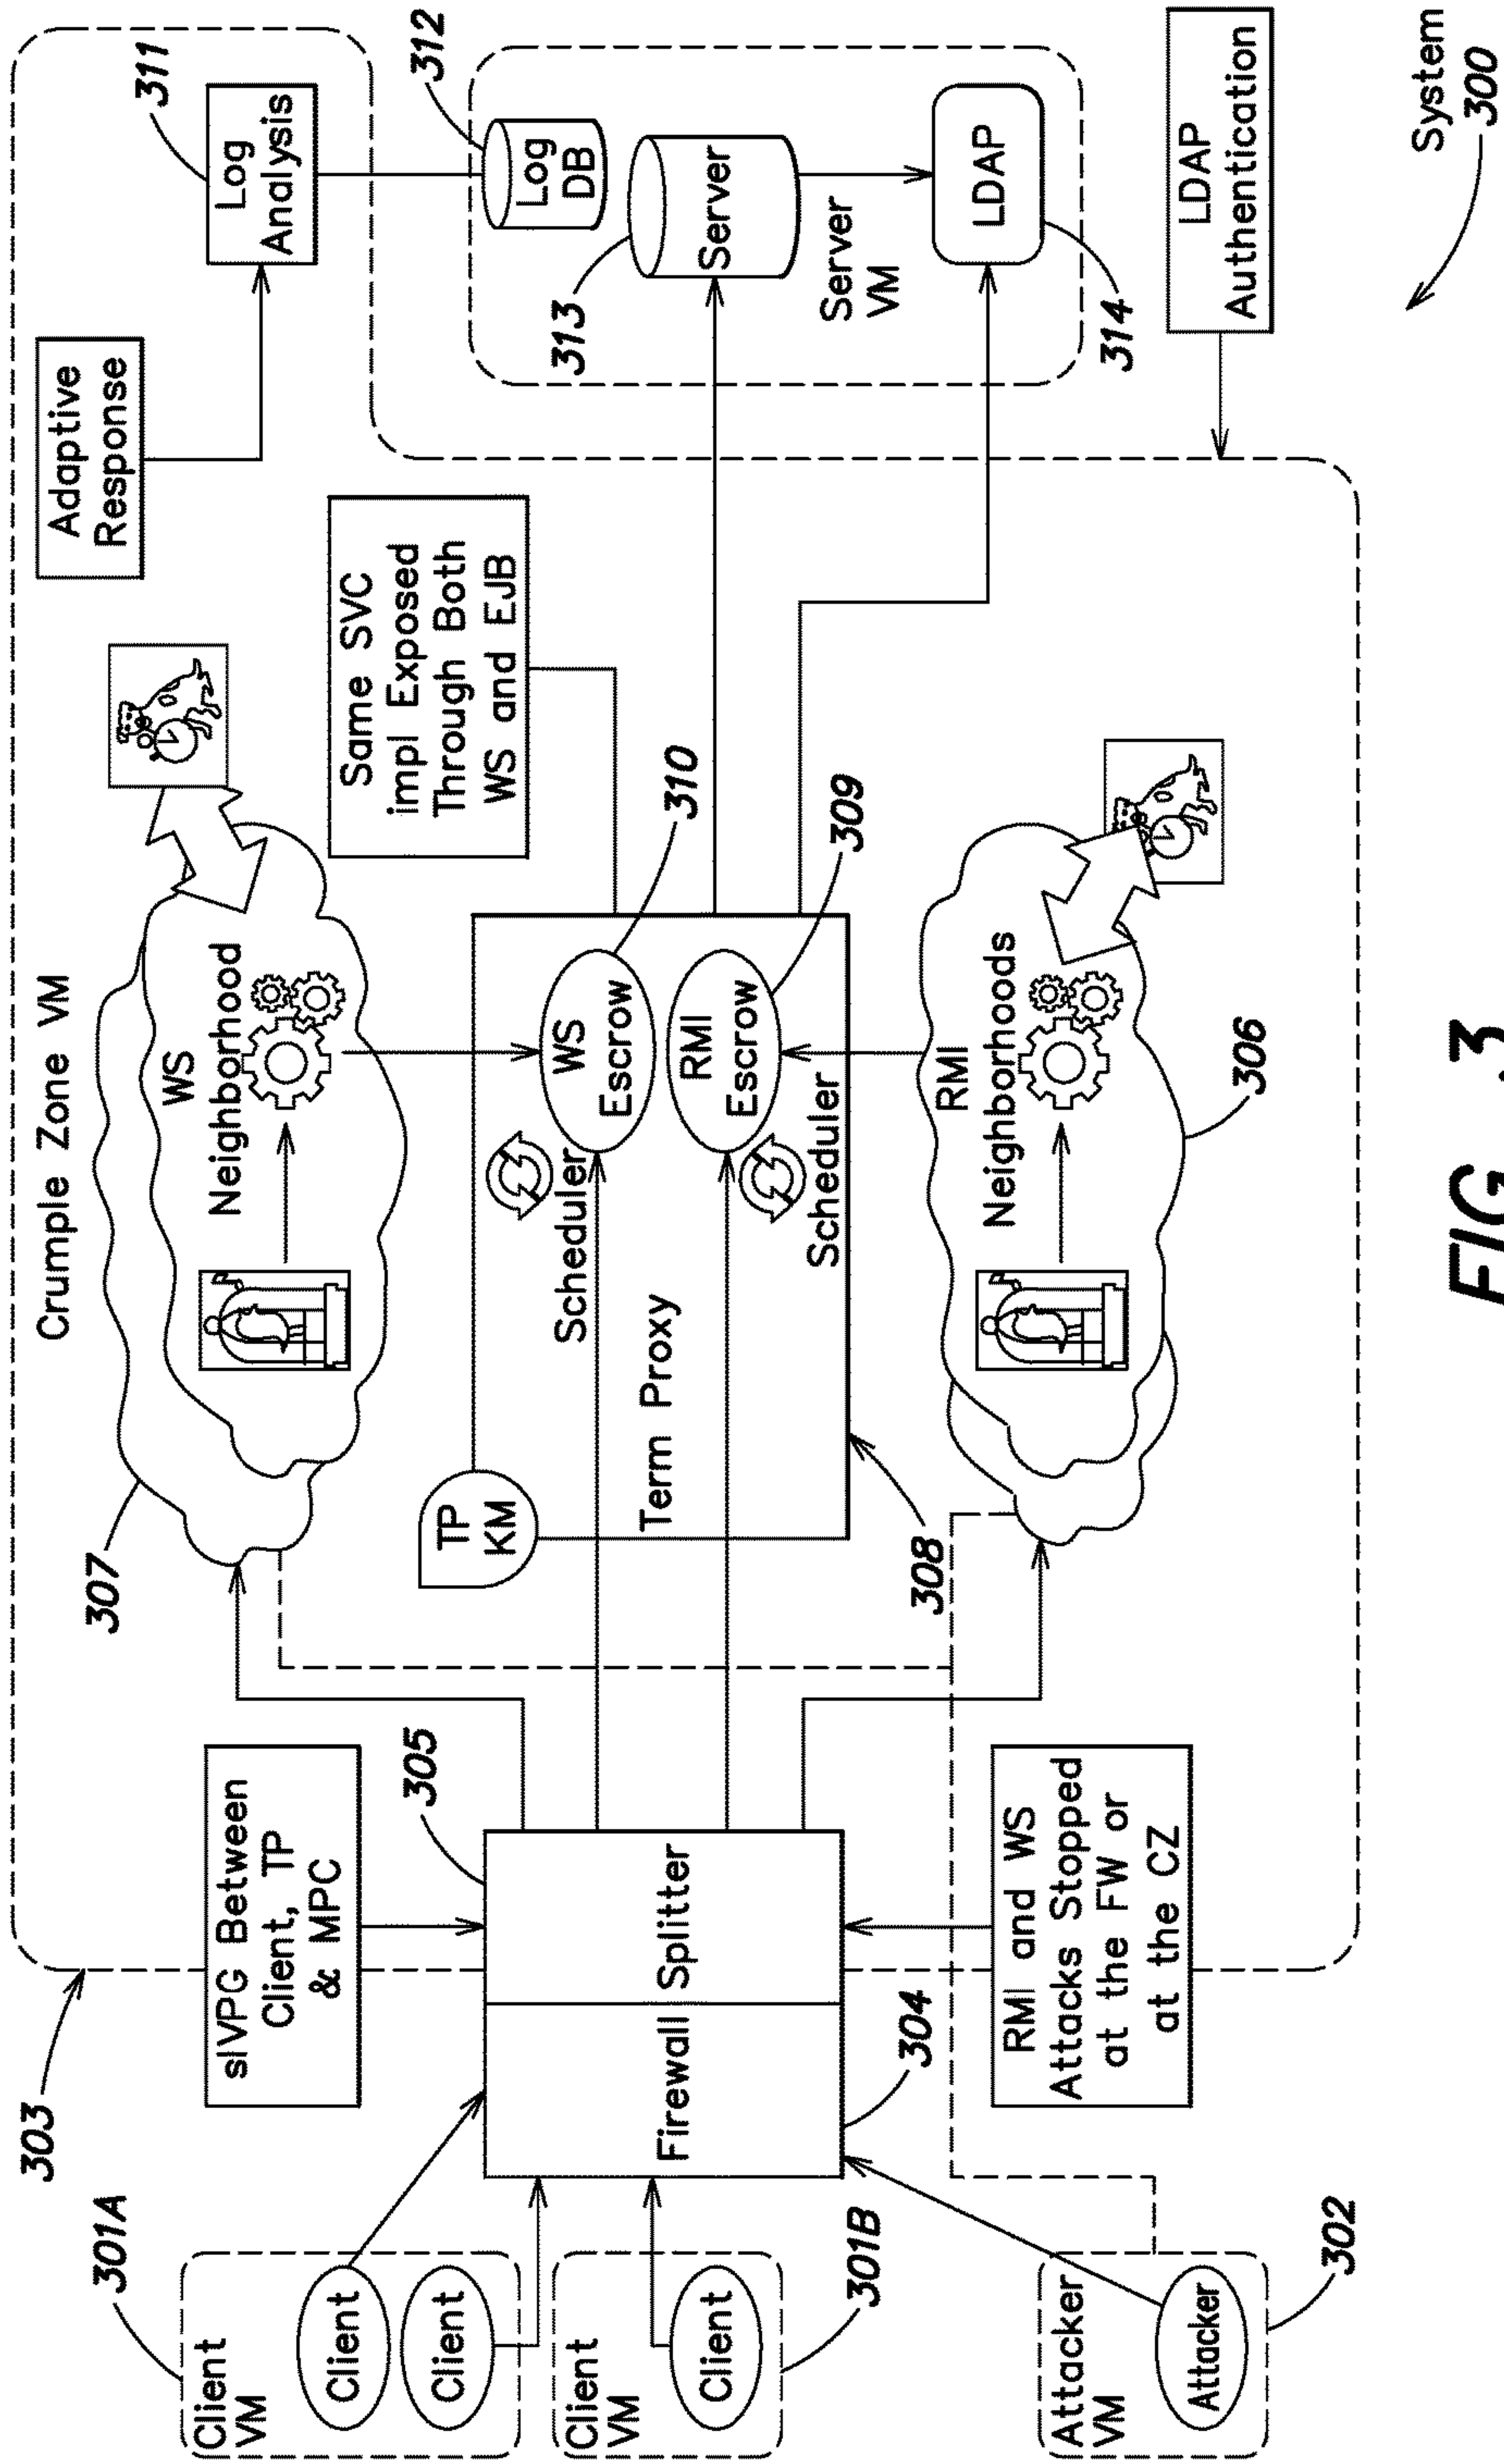 Crumple Zone VM
303
301A
Client
VM
Client
Client
Client
VM
Client
301B
Attacker
VM
Attacker
302
sIVPG Between
Client, TP
& MPC
305
Firewall
Splitter
304
RMI and WS
Attacks Stopped
at the FW or
at the CZ
307
WS
Neighborhood
TP
KM
Term Proxy
308
Scheduler
WS
Escrow
310
RMI
Escrow
309
Scheduler
RMI
Neighborhoods
306
Adaptive
Response
Same SVC
impl Exposed
Through Both
WS and EJB
Log
Analysis
311
Log
DB
312
Server
313
Server
VM
LDAP
314
LDAP
Authentication
System
300
FIG. 3